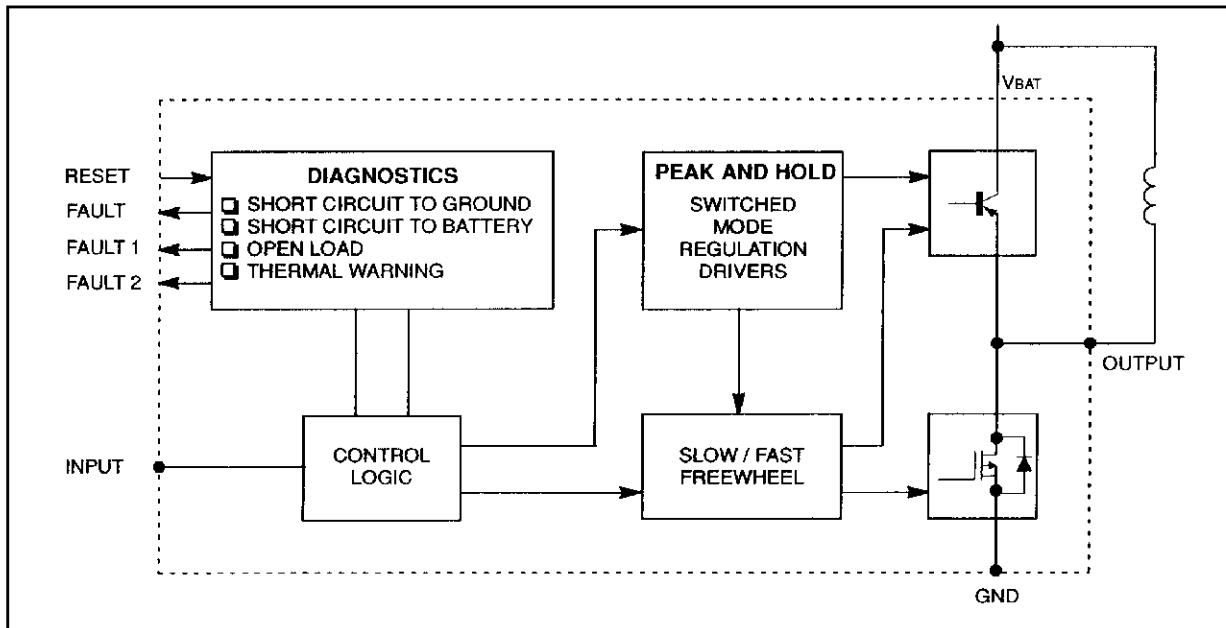 VBAT
RESET
FAULT
FAULT 1
FAULT 2
DIAGNOSTICS
❑ SHORT CIRCUIT TO GROUND
❑ SHORT CIRCUIT TO BATTERY
❑ OPEN LOAD
❑ THERMAL WARNING
PEAK AND HOLD
SWITCHED
MODE
REGULATION
DRIVERS
OUTPUT
INPUT
CONTROL
LOGIC
SLOW / FAST
FREEWHEEL
GND